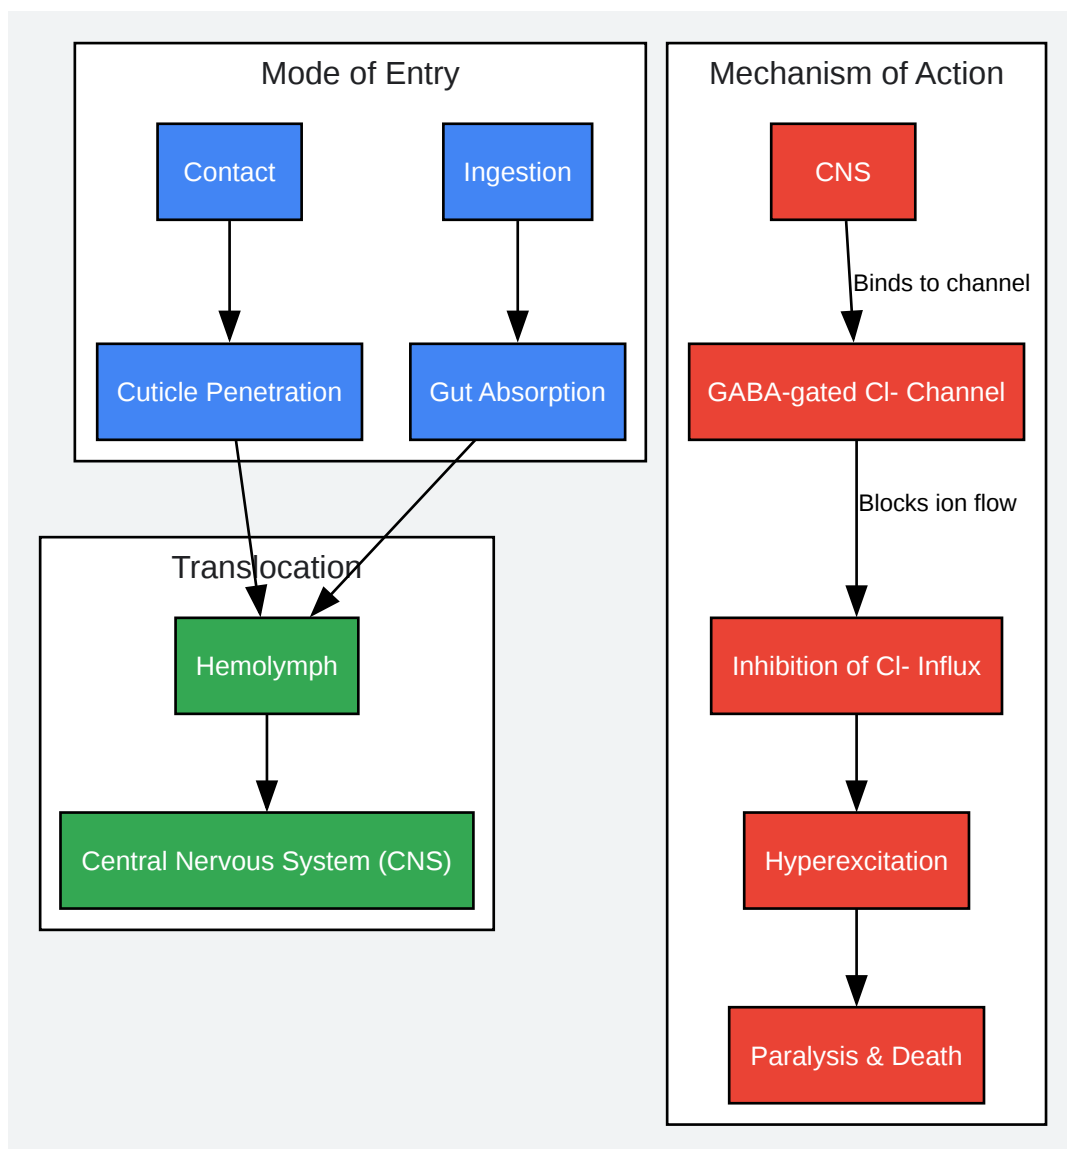 Mode of Entry
Contact
Ingestion
Cuticle Penetration
Gut Absorption
Translocation
Hemolymph
Central Nervous System (CNS)
Mechanism of Action
CNS
Binds to channel
GABA-gated Cl- Channel
Blocks ion flow
Inhibition of Cl- Influx
Hyperexcitation
Paralysis & Death